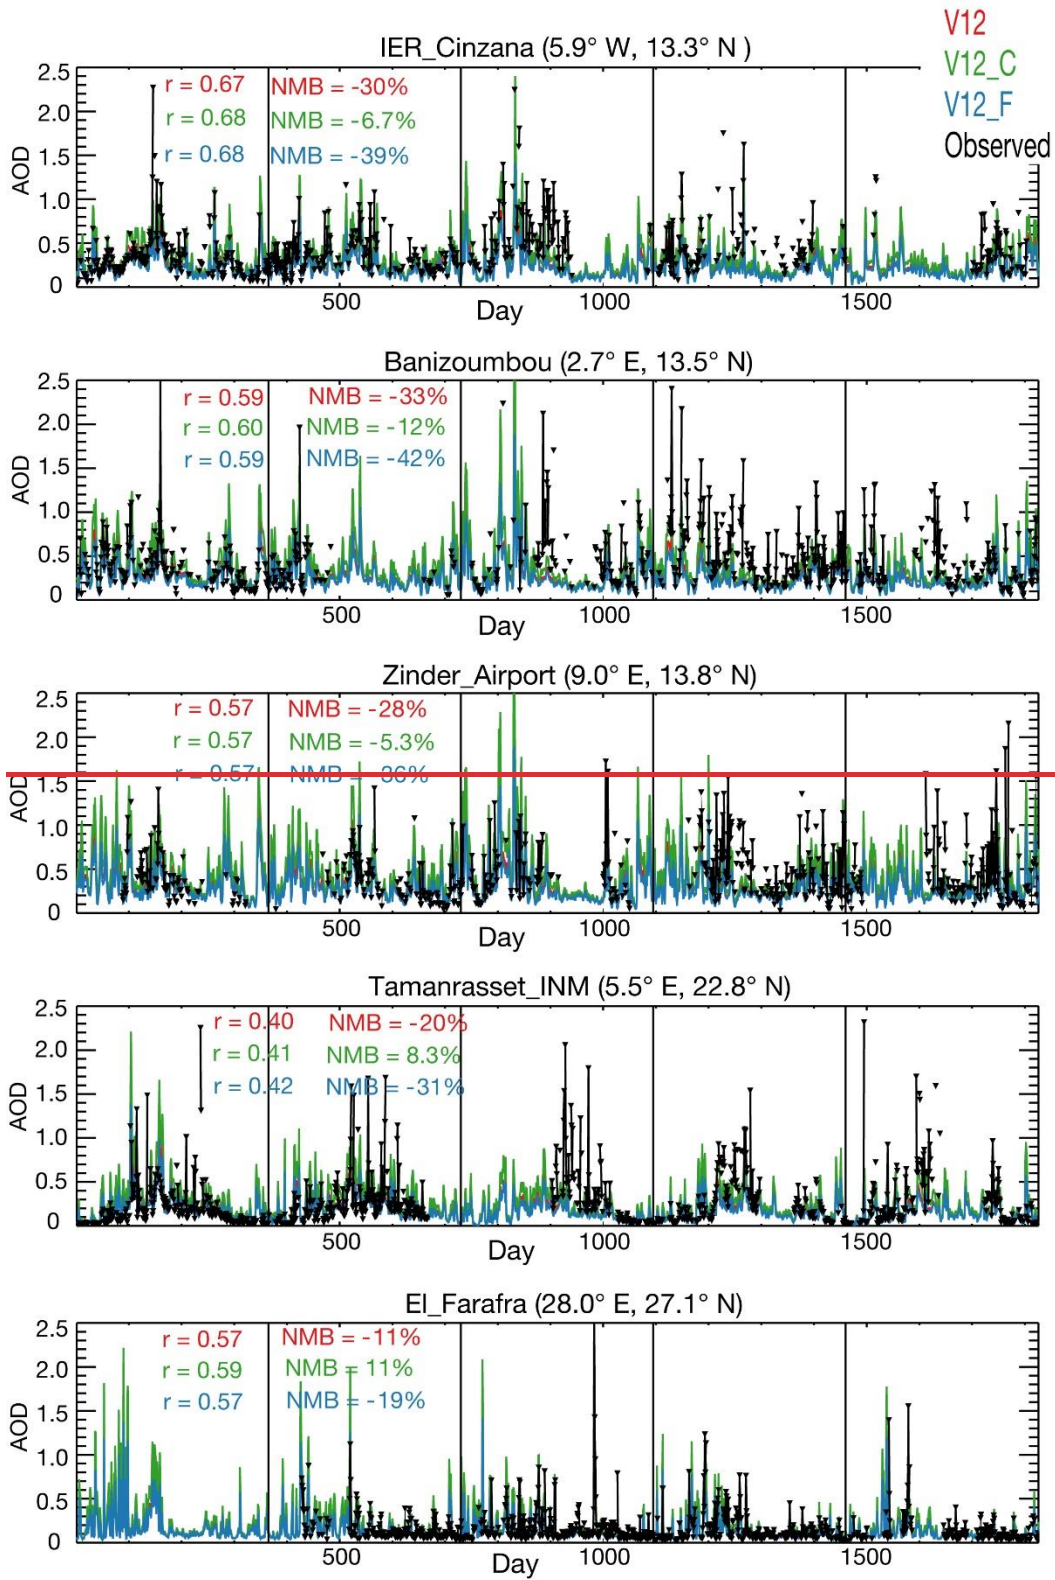 V12
V12_C
V12_F
Observed
IER_Cinzana (5.9° W, 13.3° N )
r = 0.67 NMB = -30%
r = 0.68 NMB = -6.7%
r = 0.68 NMB = -39%
AOD
2.5
2.0
1.5
1.0
0.5
0
500 1000 1500
Day
Banizoumbou (2.7° E, 13.5° N)
r = 0.59 NMB = -33%
r = 0.60 NMB = -12%
r = 0.59 NMB = -42%
AOD
2.5
2.0
1.5
1.0
0.5
0
500 1000 1500
Day
Zinder_Airport (9.0° E, 13.8° N)
r = 0.57 NMB = -28%
r = 0.57 NMB = -5.3%
r = 0.57 NMB = -36%
AOD
2.5
2.0
1.5
1.0
0.5
0
500 1000 1500
Day
Tamanrasset_INM (5.5° E, 22.8° N)
r = 0.40 NMB = -20%
r = 0.41 NMB = 8.3%
r = 0.42 NMB = -31%
AOD
2.5
2.0
1.5
1.0
0.5
0
500 1000 1500
Day
El_Farafra (28.0° E, 27.1° N)
r = 0.57 NMB = -11%
r = 0.59 NMB = 11%
r = 0.57 NMB = -19%
AOD
2.5
2.0
1.5
1.0
0.5
0
500 1000 1500
Day